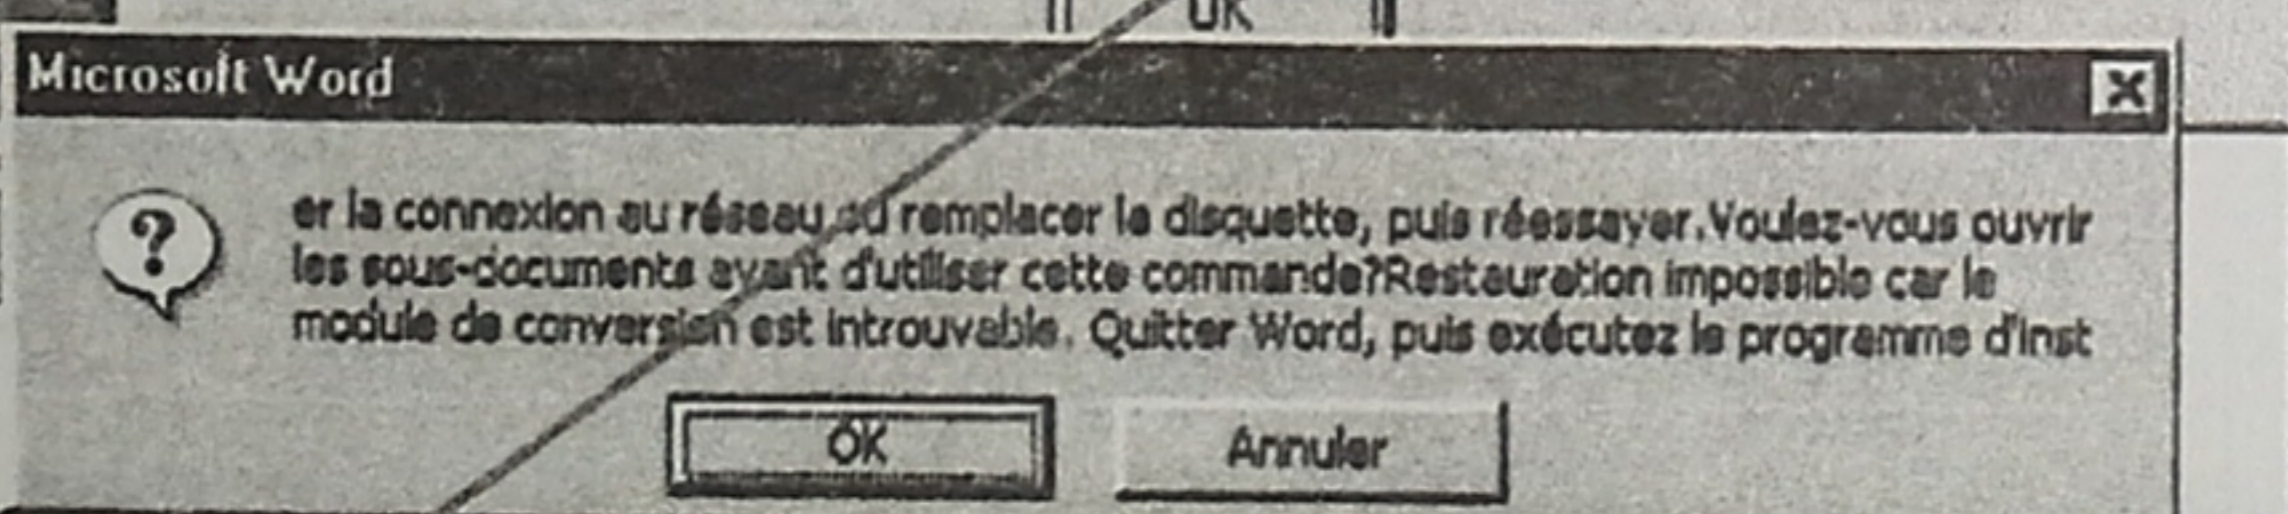 OK
Microsoft Word
er la connexion au réseau ou remplacer la disquette, puis réessayer.Voulez-vous ouvrir
les sous-documents avant d'utiliser cette commande?Restauration impossible car le
module de conversion est introuvable. Quitter Word, puis exécutez le programme d'inst
OK Annuler